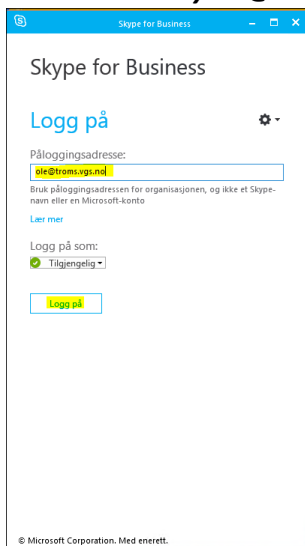 Skype for Business
Skype for Business
Logg på
Påloggingsadresse:
ole@troms.vgs.no
Bruk påloggingsadressen for organisasjonen, og ikke et Skype-
navn eller en Microsoft-konto
Lær mer
Logg på som:
Tilgjengelig
Logg på
© Microsoft Corporation. Med enerett.